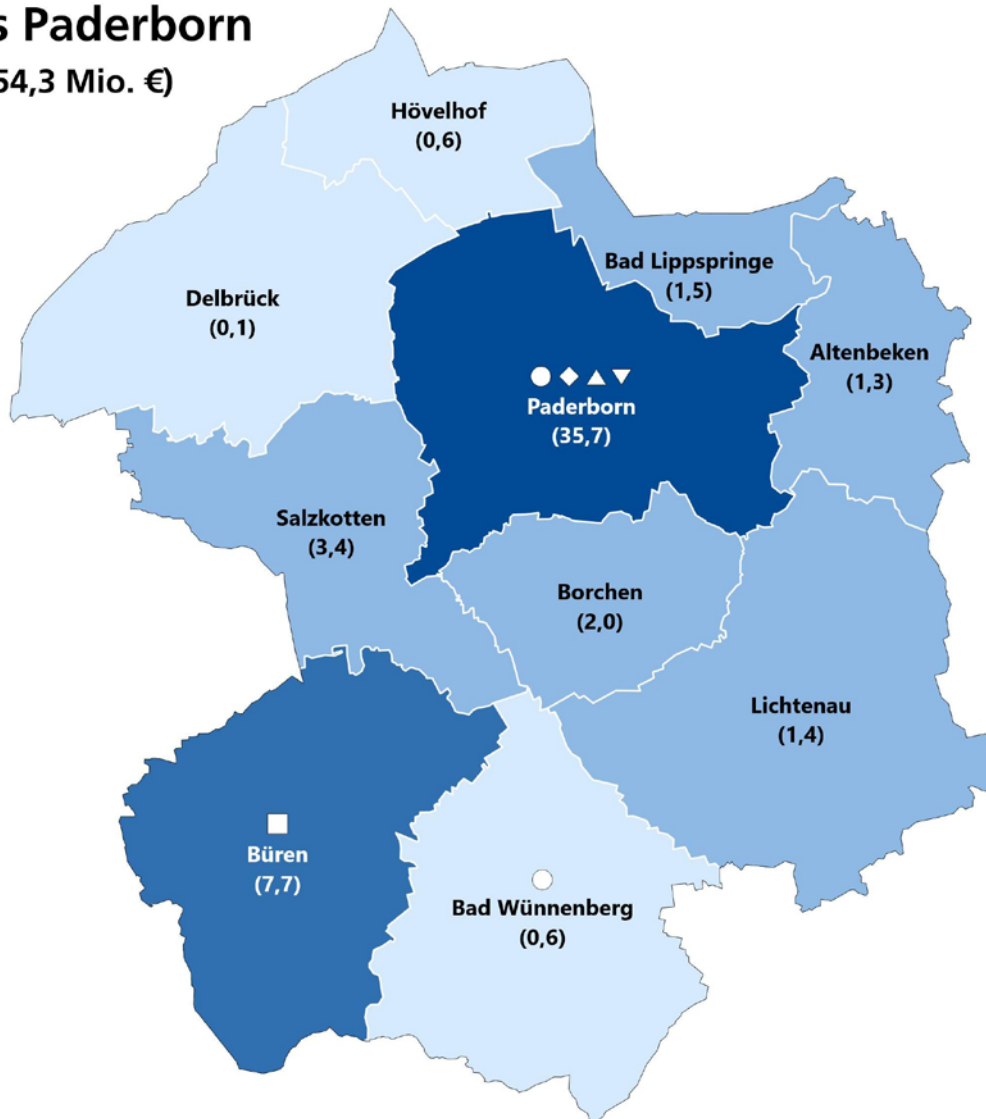 s Paderborn
54,3 Mio. €)
Hövelhof
(0,6)
Bad Lippspringe
(1,5)
Delbrück
(0,1)
Altenbeken
(1,3)
Paderborn
(35,7)
Salzkotten
(3,4)
Borchen
(2,0)
Lichtenau
(1,4)
Büren
(7,7)
Bad Wünnenberg
(0,6)